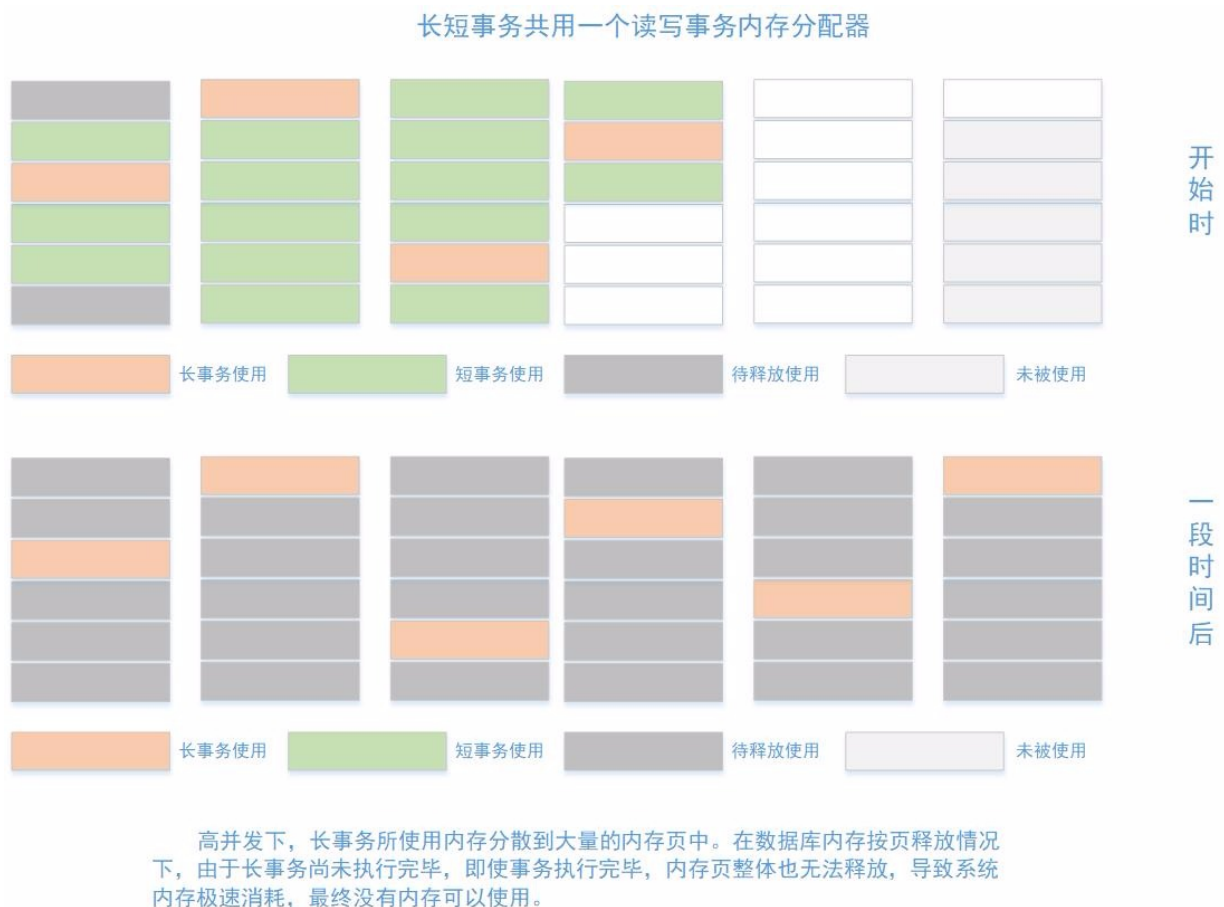 长短事务共用一个读写事务内存分配器
开始时
长事务使用 短事务使用 待释放使用 未被使用
一段时间后
长事务使用 短事务使用 待释放使用 未被使用
高并发下，长事务所使用内存分散到大量的内存页中。在数据库内存按页释放情况
下，由于长事务尚未执行完毕，即使事务执行完毕，内存页整体也无法释放，导致系统
内存极速消耗，最终没有内存可以使用。